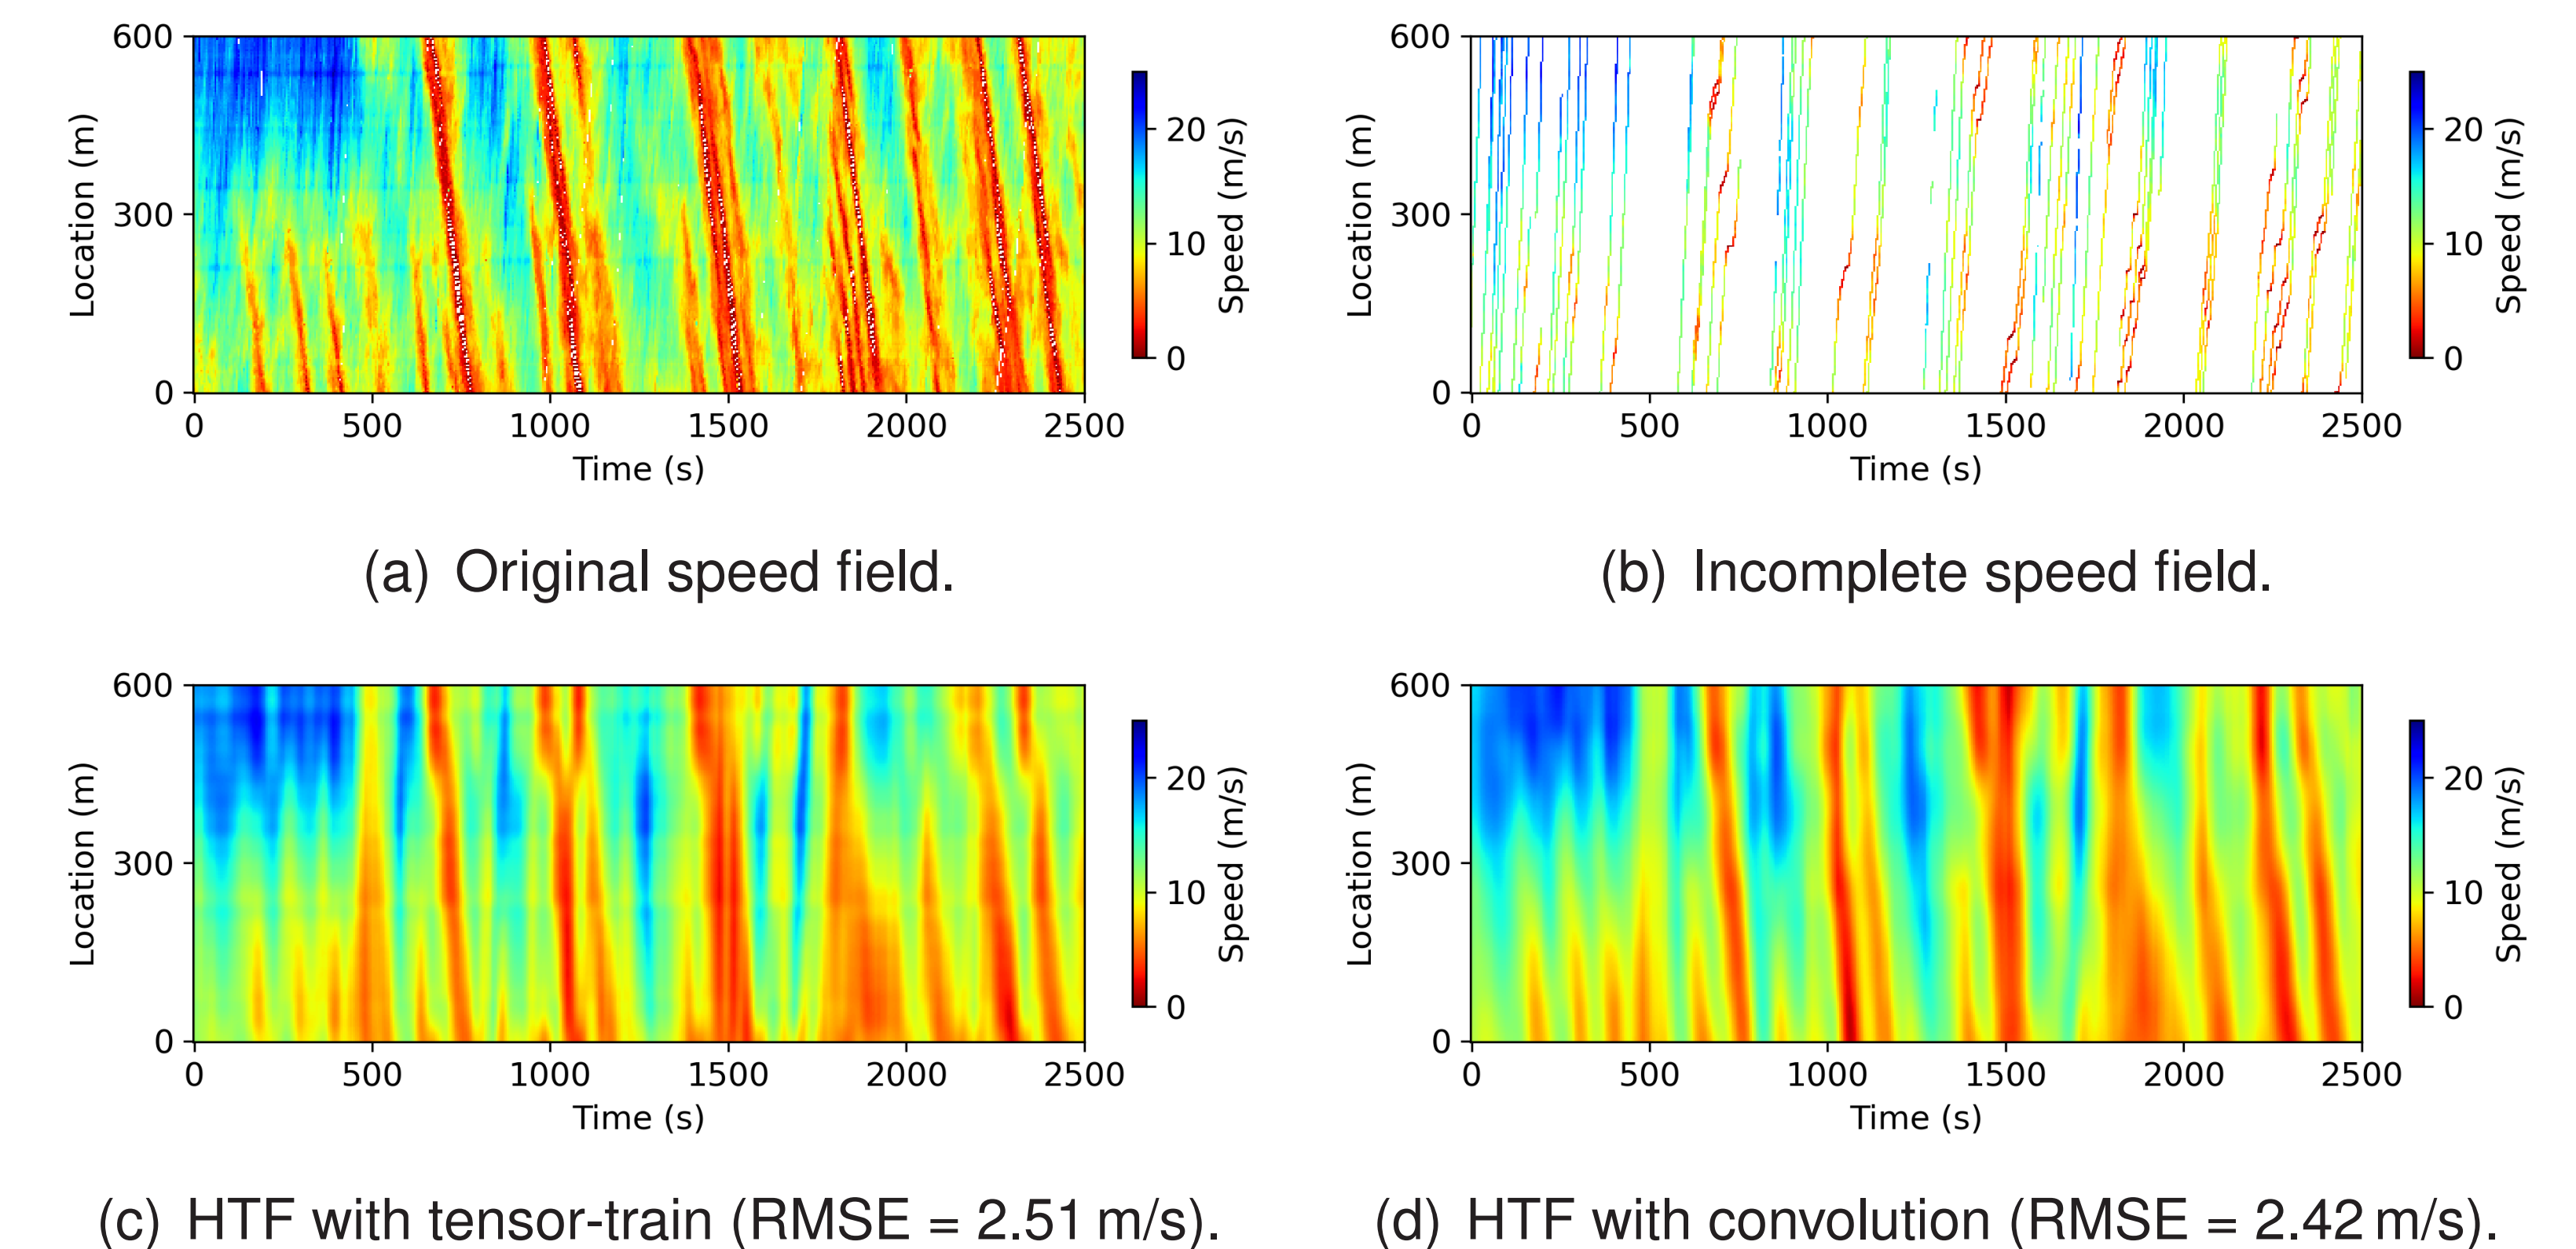 600
300
0
Location (m)
0 500 1000 1500 2000 2500
Time (s)
20
10
0
Speed (m/s)
(a) Original speed field.
600
300
0
Location (m)
0 500 1000 1500 2000 2500
Time (s)
20
10
0
Speed (m/s)
(b) Incomplete speed field.
600
300
0
Location (m)
0 500 1000 1500 2000 2500
Time (s)
20
10
0
Speed (m/s)
(c) HTF with tensor-train (RMSE = 2.51 m/s).
600
300
0
Location (m)
0 500 1000 1500 2000 2500
Time (s)
20
10
0
Speed (m/s)
(d) HTF with convolution (RMSE = 2.42 m/s).